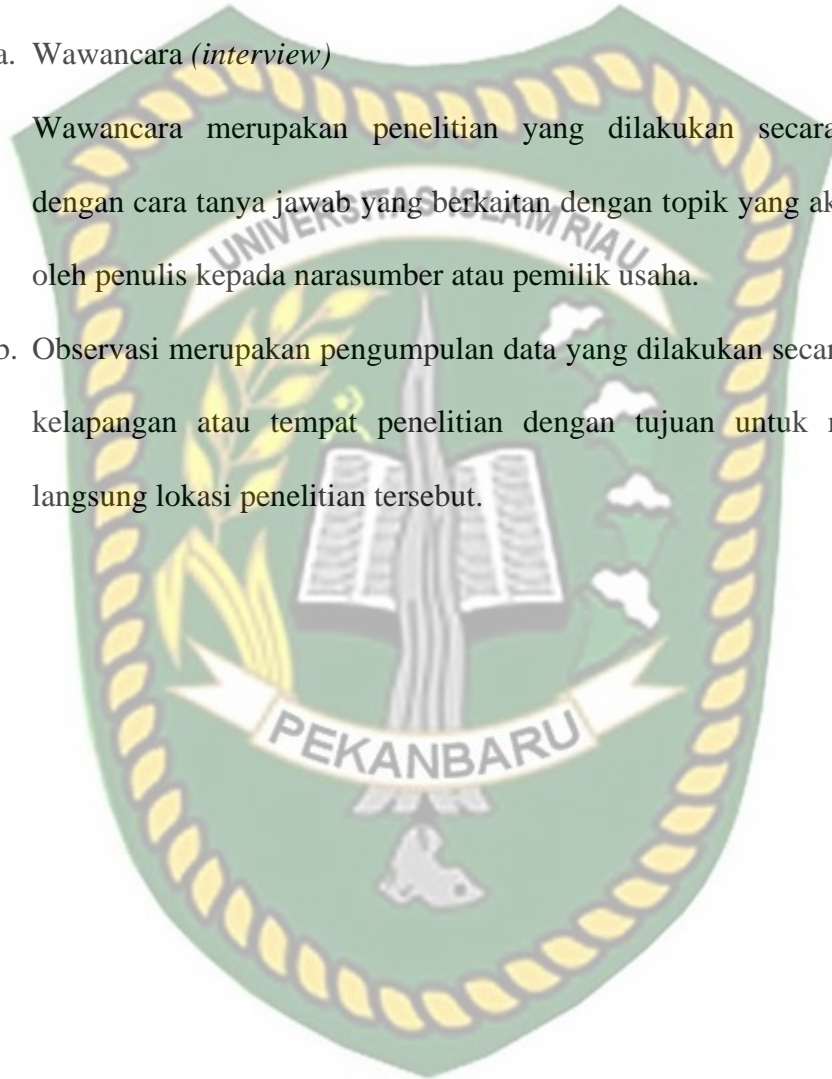 a. Wawancara (interview)
Wawancara merupakan penelitian yang dilakukan secara
dengan cara tanya jawab yang berkaitan dengan topik yang ak
UNIVERSITAS ISLAM RIAU
oleh penulis kepada narasumber atau pemilik usaha.
b. Observasi merupakan pengumpulan data yang dilakukan secar
kelapangan atau tempat penelitian dengan tujuan untuk
langsung lokasi penelitian tersebut.
PEKANBARU